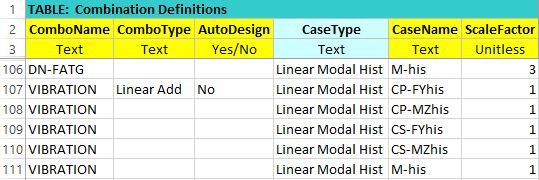 1 TABLE: Combination Definitions
2 ComboName ComboType AutoDesign CaseType CaseName ScaleFactor
3 Text Text Yes/No Text Text Unitless
106 DN-FATG Linear Modal Hist M-his 3
107 VIBRATION Linear Add No Linear Modal Hist CP-FYhis 1
108 VIBRATION Linear Modal Hist CP-MZhis 1
109 VIBRATION Linear Modal Hist CS-FYhis 1
110 VIBRATION Linear Modal Hist CS-MZhis 1
111 VIBRATION Linear Modal Hist M-his 1